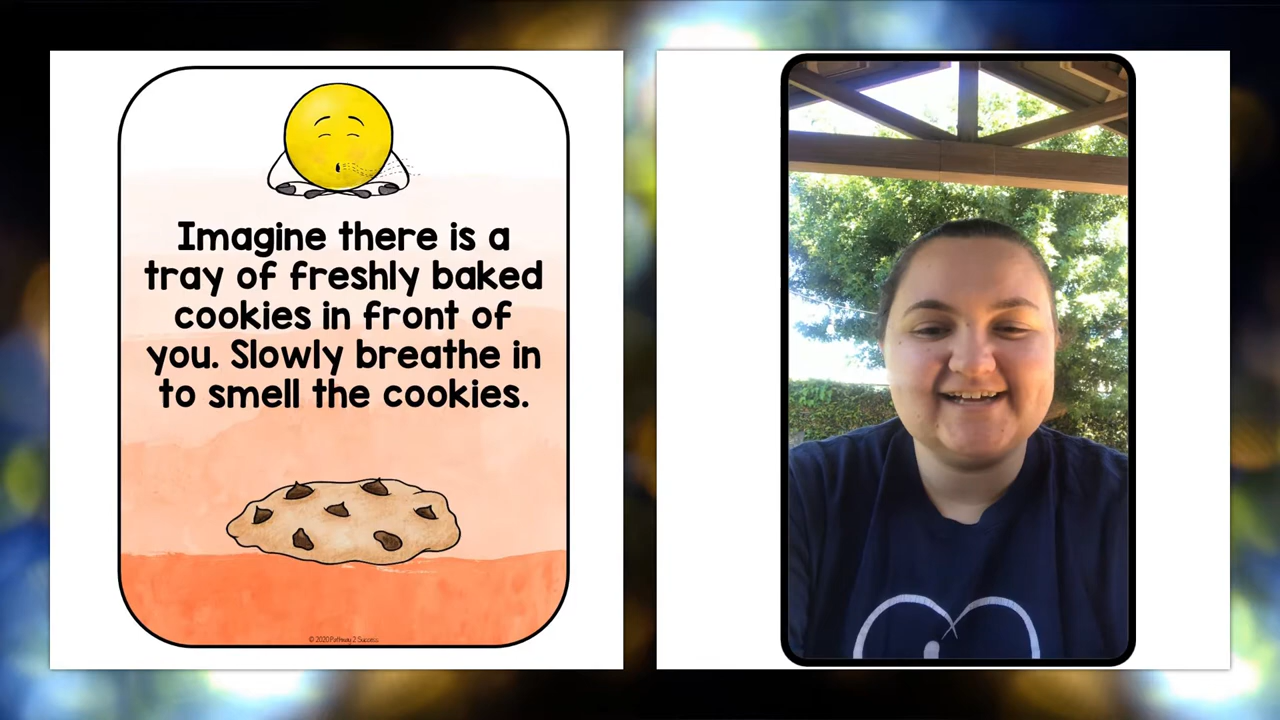 Imagine there is a
tray of freshly baked
cookies in front of
you. Slowly breathe in
to smell the cookies.
© 2020 Pathway 2 Success